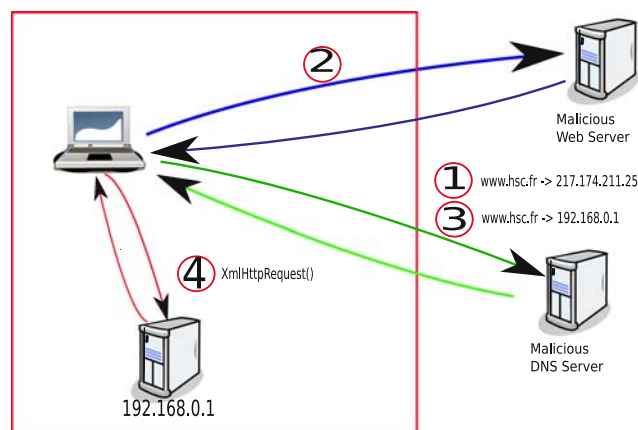 2
Malicious
Web Server
1 www.hsc.fr -> 217.174.211.25
3 www.hsc.fr -> 192.168.0.1
4 XmlHttpRequest()
Malicious
DNS Server
192.168.0.1